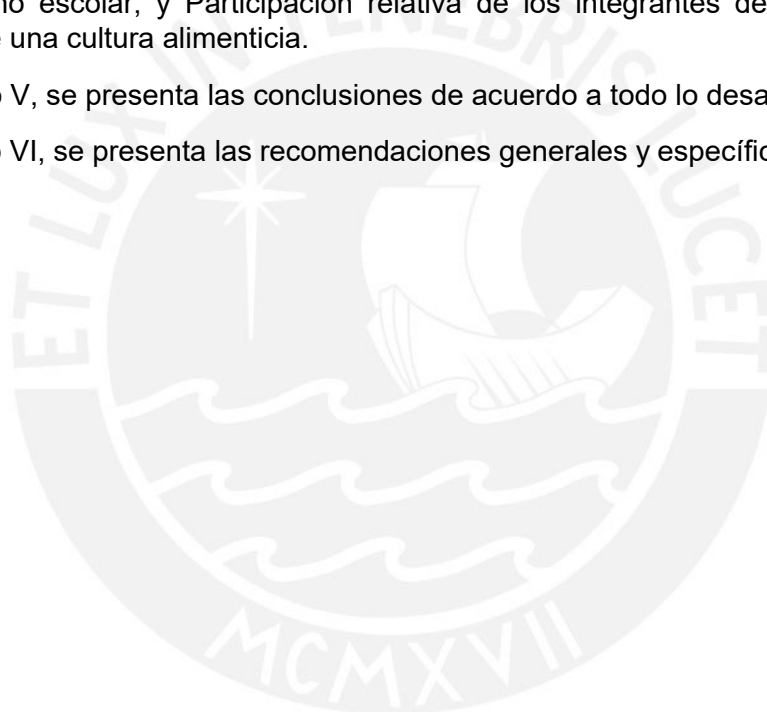 no escolar, y Participación relativa de los integrantes de
e una cultura alimenticia.
o V, se presenta las conclusiones de acuerdo a todo lo desa
o VI, se presenta las recomendaciones generales y específic
ET LUX IN TENEBRIS LUCET
MCMXVII